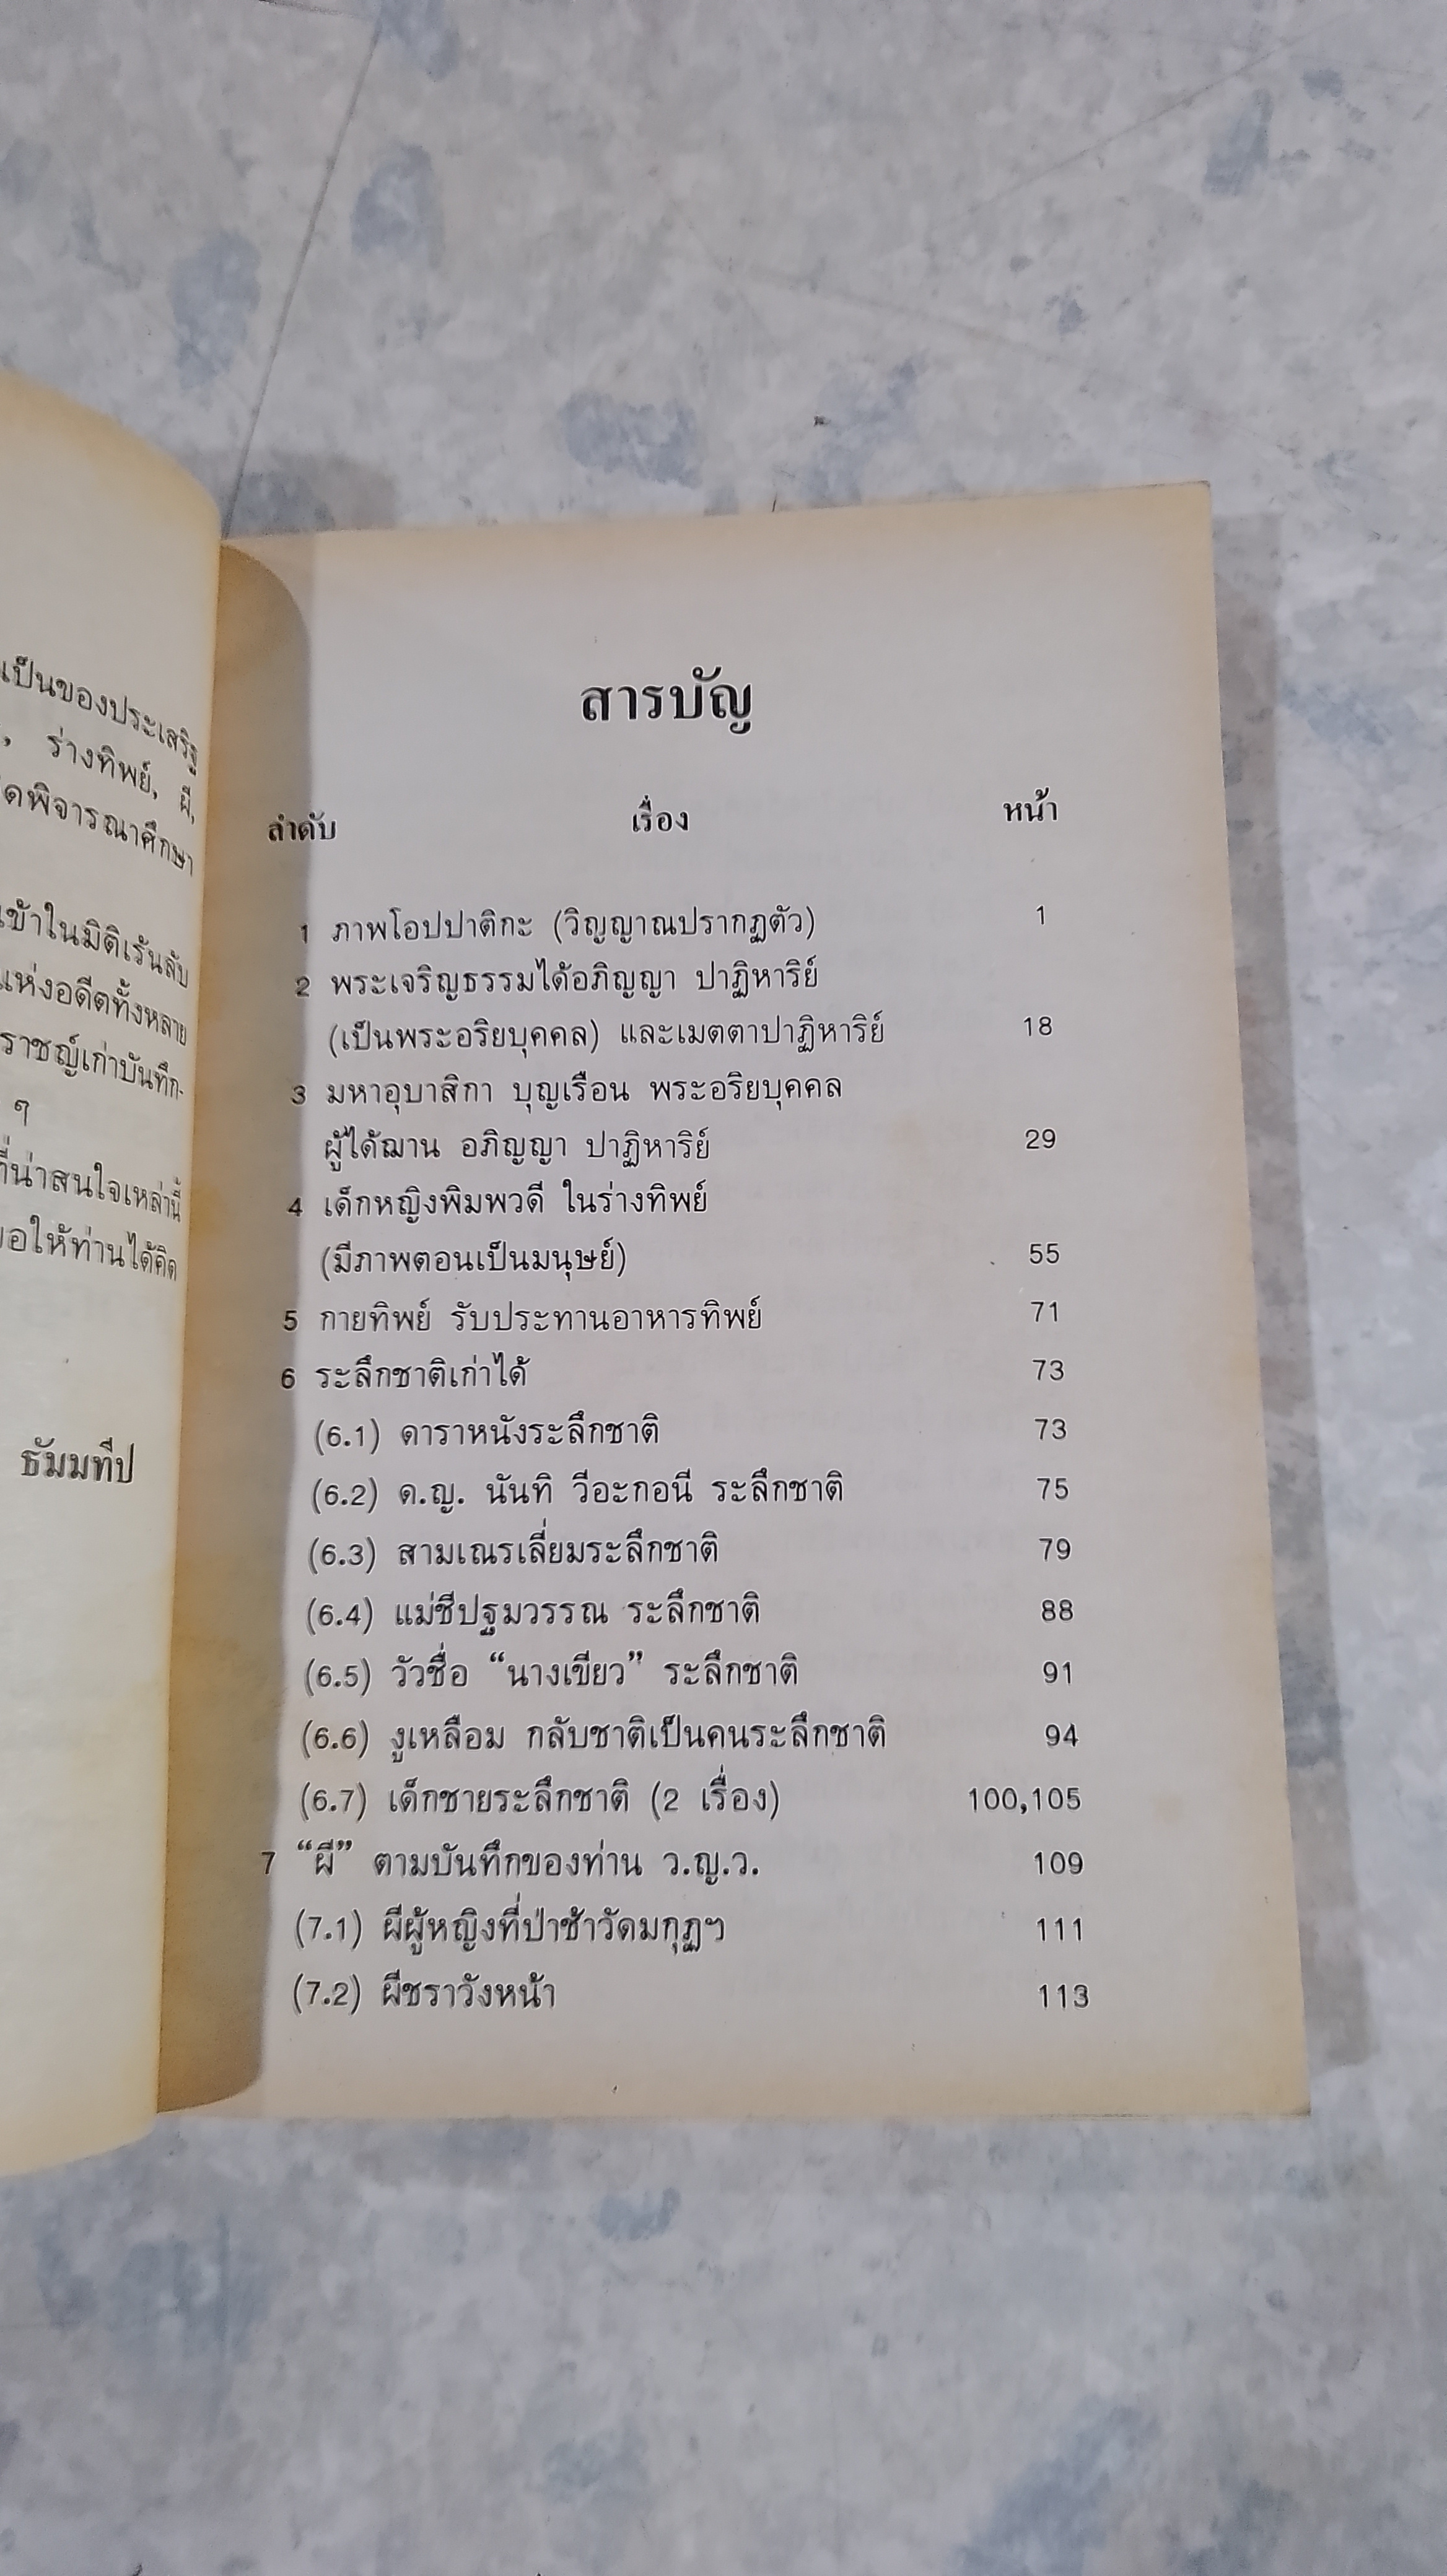 เป็นของประเสริฐ
, ร่างทิพย์, ผี,
ดพิจารณาศึกษา
เข้าในมิติเร้นลับ
แห่งอดีตทั้งหลาย
ราชญ์เก่าบันทึก-
ๆ
ที่น่าสนใจเหล่านี้
อให้ท่านได้คิด
ธัมมทีป
สารบัญ
ลำดับ เรื่อง หน้า
1 ภาพโอปปาติกะ (วิญญาณปรากฏตัว) 1
2 พระเจริญธรรมได้อภิญญา ปาฏิหาริย์
(เป็นพระอริยบุคคล) และเมตตาปาฏิหาริย์ 18
3 มหาอุบาสิกา บุญเรือน พระอริยบุคคล
ผู้ได้ฌาน อภิญญา ปาฏิหาริย์ 29
4 เด็กหญิงพิมพวดี ในร่างทิพย์
(มีภาพตอนเป็นมนุษย์) 55
5 กายทิพย์ รับประทานอาหารทิพย์ 71
6 ระลึกชาติเก่าได้ 73
(6.1) ดาราหนังระลึกชาติ 73
(6.2) ด.ญ. นันทิ วีอะกอนี ระลึกชาติ 75
(6.3) สามเณรเลี่ยมระลึกชาติ 79
(6.4) แม่ชีปฐมวรรณ ระลึกชาติ 88
(6.5) วัวชื่อ “นางเขียว” ระลึกชาติ 91
(6.6) งูเหลือม กลับชาติเป็นคนระลึกชาติ 94
(6.7) เด็กชายระลึกชาติ (2 เรื่อง) 100,105
7 “ผี” ตามบันทึกของท่าน ว.ญ.ว. 109
(7.1) ผีผู้หญิงที่ป่าช้าวัดมกุฏฯ 111
(7.2) ผีชราวังหน้า 113